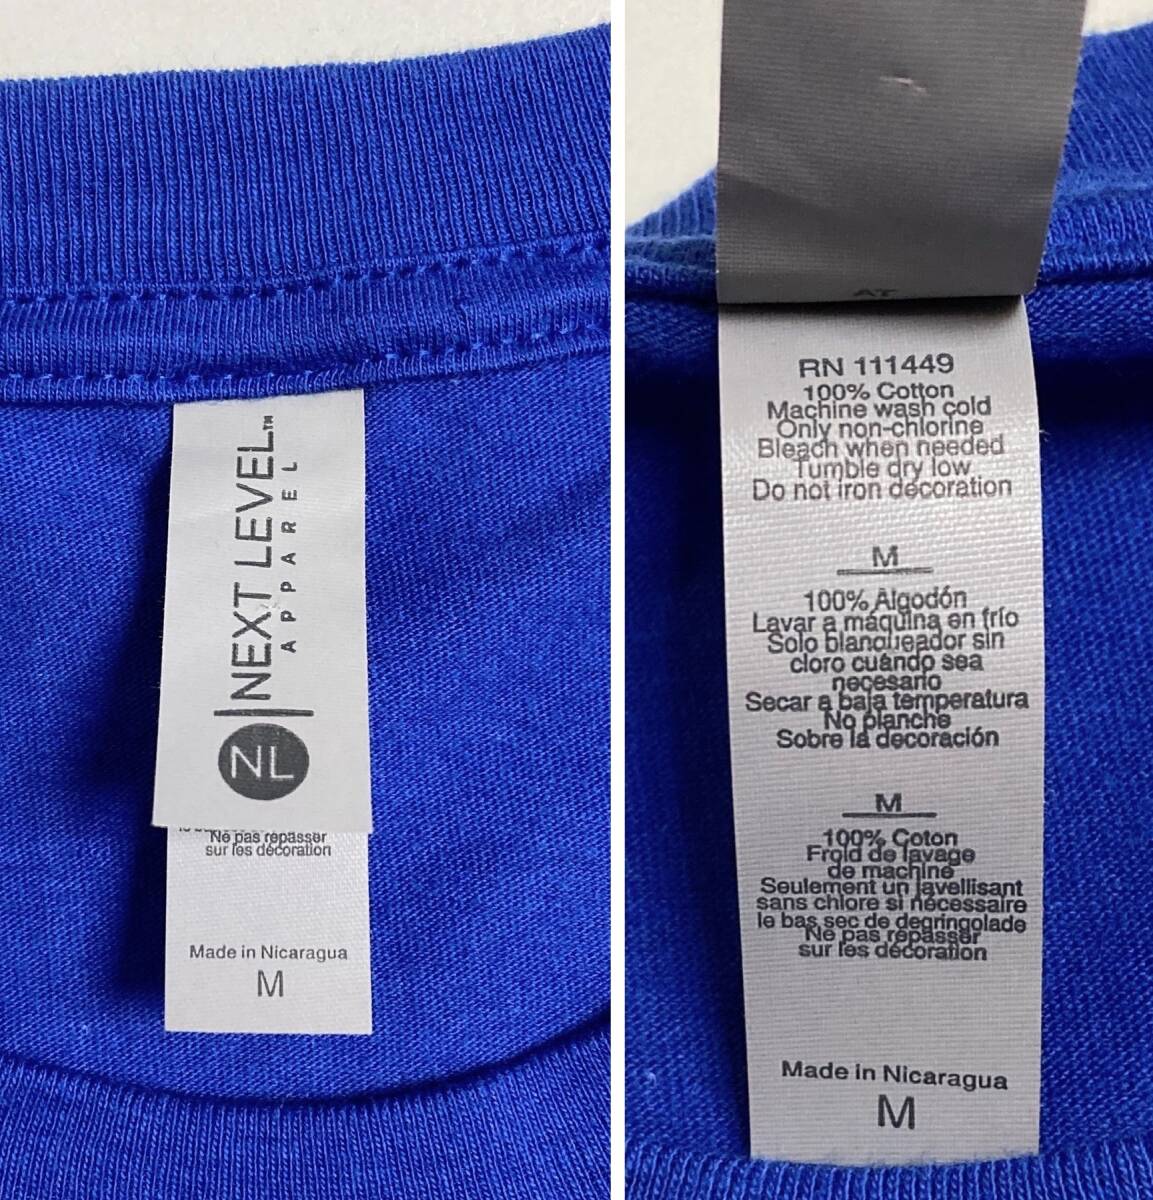 NEXT LEVEL™
APPAREL
NL
Ne pas repasser
sur les décoration
Made in Nicaragua
M
AT
RN 111449
100% Cotton
Machine wash cold
Only non-chlorine
Bleach when needed
Tumble dry low
Do not iron decoration
M
100% Algodón
Lavar a máquina en frío
Solo blanqueador sin
cloro cuándo sea
necesario
Secar a baja temperatura
No planche
Sobre la decoración
M
100% Coton
Froid de lavage
de machine
Seulement un javellisant
sans chlore si nécessaire
le bas sec de degringolade
Ne pas repasser
sur les décoration
Made in Nicaragua
M